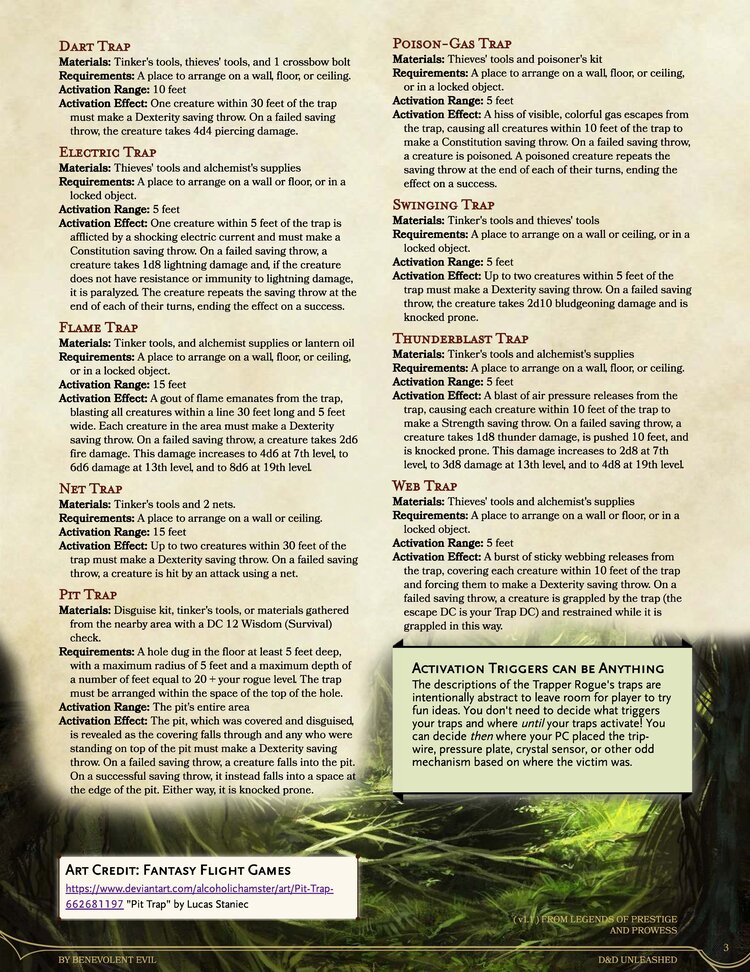 DART TRAP
Materials: Tinker's tools, thieves' tools, and 1 crossbow bolt
Requirements: A place to arrange on a wall, floor, or ceiling.
Activation Range: 10 feet
Activation Effect: One creature within 30 feet of the trap
must make a Dexterity saving throw. On a failed saving
throw, the creature takes 4d4 piercing damage.
ELECTRIC TRAP
Materials: Thieves' tools and alchemist's supplies
Requirements: A place to arrange on a wall or floor, or in a
locked object.
Activation Range: 5 feet
Activation Effect: One creature within 5 feet of the trap is
afflicted by a shocking electric current and must make a
Constitution saving throw. On a failed saving throw, a
creature takes 1d8 lightning damage and, if the creature
does not have resistance or immunity to lightning damage,
it is paralyzed. The creature repeats the saving throw at the
end of each of their turns, ending the effect on a success.
FLAME TRAP
Materials: Tinker tools, and alchemist supplies or lantern oil
Requirements: A place to arrange on a wall, floor, or ceiling,
or in a locked object.
Activation Range: 15 feet
Activation Effect: A gout of flame emanates from the trap,
blasting all creatures within a line 30 feet long and 5 feet
wide. Each creature in the area must make a Dexterity
saving throw. On a failed saving throw, a creature takes 2d6
fire damage. This damage increases to 4d6 at 7th level, to
6d6 damage at 13th level, and to 8d6 at 19th level.
NET TRAP
Materials: Tinker's tools and 2 nets.
Requirements: A place to arrange on a wall or ceiling.
Activation Range: 15 feet
Activation Effect: Up to two creatures within 30 feet of the
trap must make a Dexterity saving throw. On a failed saving
throw, a creature is hit by an attack using a net.
PIT TRAP
Materials: Disguise kit, tinker's tools, or materials gathered
from the nearby area with a DC 12 Wisdom (Survival)
check.
Requirements: A hole dug in the floor at least 5 feet deep,
with a maximum radius of 5 feet and a maximum depth of
a number of feet equal to 20 + your rogue level. The trap
must be arranged within the space of the top of the hole.
Activation Range: The pit's entire area
Activation Effect: The pit, which was covered and disguised,
is revealed as the covering falls through and any who were
standing on top of the pit must make a Dexterity saving
throw. On a failed saving throw, a creature falls into the pit.
On a successful saving throw, it instead falls into a space at
the edge of the pit. Either way, it is knocked prone.
ART CREDIT: FANTASY FLIGHT GAMES
https://www.deviantart.com/alcoholichamster/art/Pit-Trap-
662681197 "Pit Trap" by Lucas Staniec
POISON-GAS TRAP
Materials: Thieves' tools and poisoner's kit
Requirements: A place to arrange on a wall, floor, or ceiling,
or in a locked object.
Activation Range: 5 feet
Activation Effect: A hiss of visible, colorful gas escapes from
the trap, causing all creatures within 10 feet of the trap to
make a Constitution saving throw. On a failed saving throw,
a creature is poisoned. A poisoned creature repeats the
saving throw at the end of each of their turns, ending the
effect on a success.
SWINGING TRAP
Materials: Tinker's tools and thieves' tools
Requirements: A place to arrange on a wall or ceiling, or in a
locked object.
Activation Range: 5 feet
Activation Effect: Up to two creatures within 5 feet of the
trap must make a Dexterity saving throw. On a failed saving
throw, the creature takes 2d10 bludgeoning damage and is
knocked prone.
THUNDERBLAST TRAP
Materials: Tinker's tools and alchemist's supplies
Requirements: A place to arrange on a wall, floor, or ceiling.
Activation Range: 5 feet
Activation Effect: A blast of air pressure releases from the
trap, causing each creature within 10 feet of the trap to
make a Strength saving throw. On a failed saving throw, a
creature takes 1d8 thunder damage, is pushed 10 feet, and
is knocked prone. This damage increases to 2d8 at 7th
level, to 3d8 damage at 13th level, and to 4d8 at 19th level.
WEB TRAP
Materials: Thieves' tools and alchemist's supplies
Requirements: A place to arrange on a wall or floor, or in a
locked object.
Activation Range: 5 feet
Activation Effect: A burst of sticky webbing releases from
the trap, covering each creature within 10 feet of the trap
and forcing them to make a Dexterity saving throw. On a
failed saving throw, a creature is grappled by the trap (the
escape DC is your Trap DC) and restrained while it is
grappled in this way.
ACTIVATION TRIGGERS CAN BE ANYTHING
The descriptions of the Trapper Rogue's traps are
intentionally abstract to leave room for player to try
fun ideas. You don't need to decide what triggers
your traps and where until your traps activate! You
can decide then where your PC placed the trip-
wire, pressure plate, crystal sensor, or other odd
mechanism based on where the victim was.
(v1.1) FROM LEGENDS OF PRESTIGE
AND PROWESS
3
BY BENEVOLENT EVIL
D&D UNLEASHED